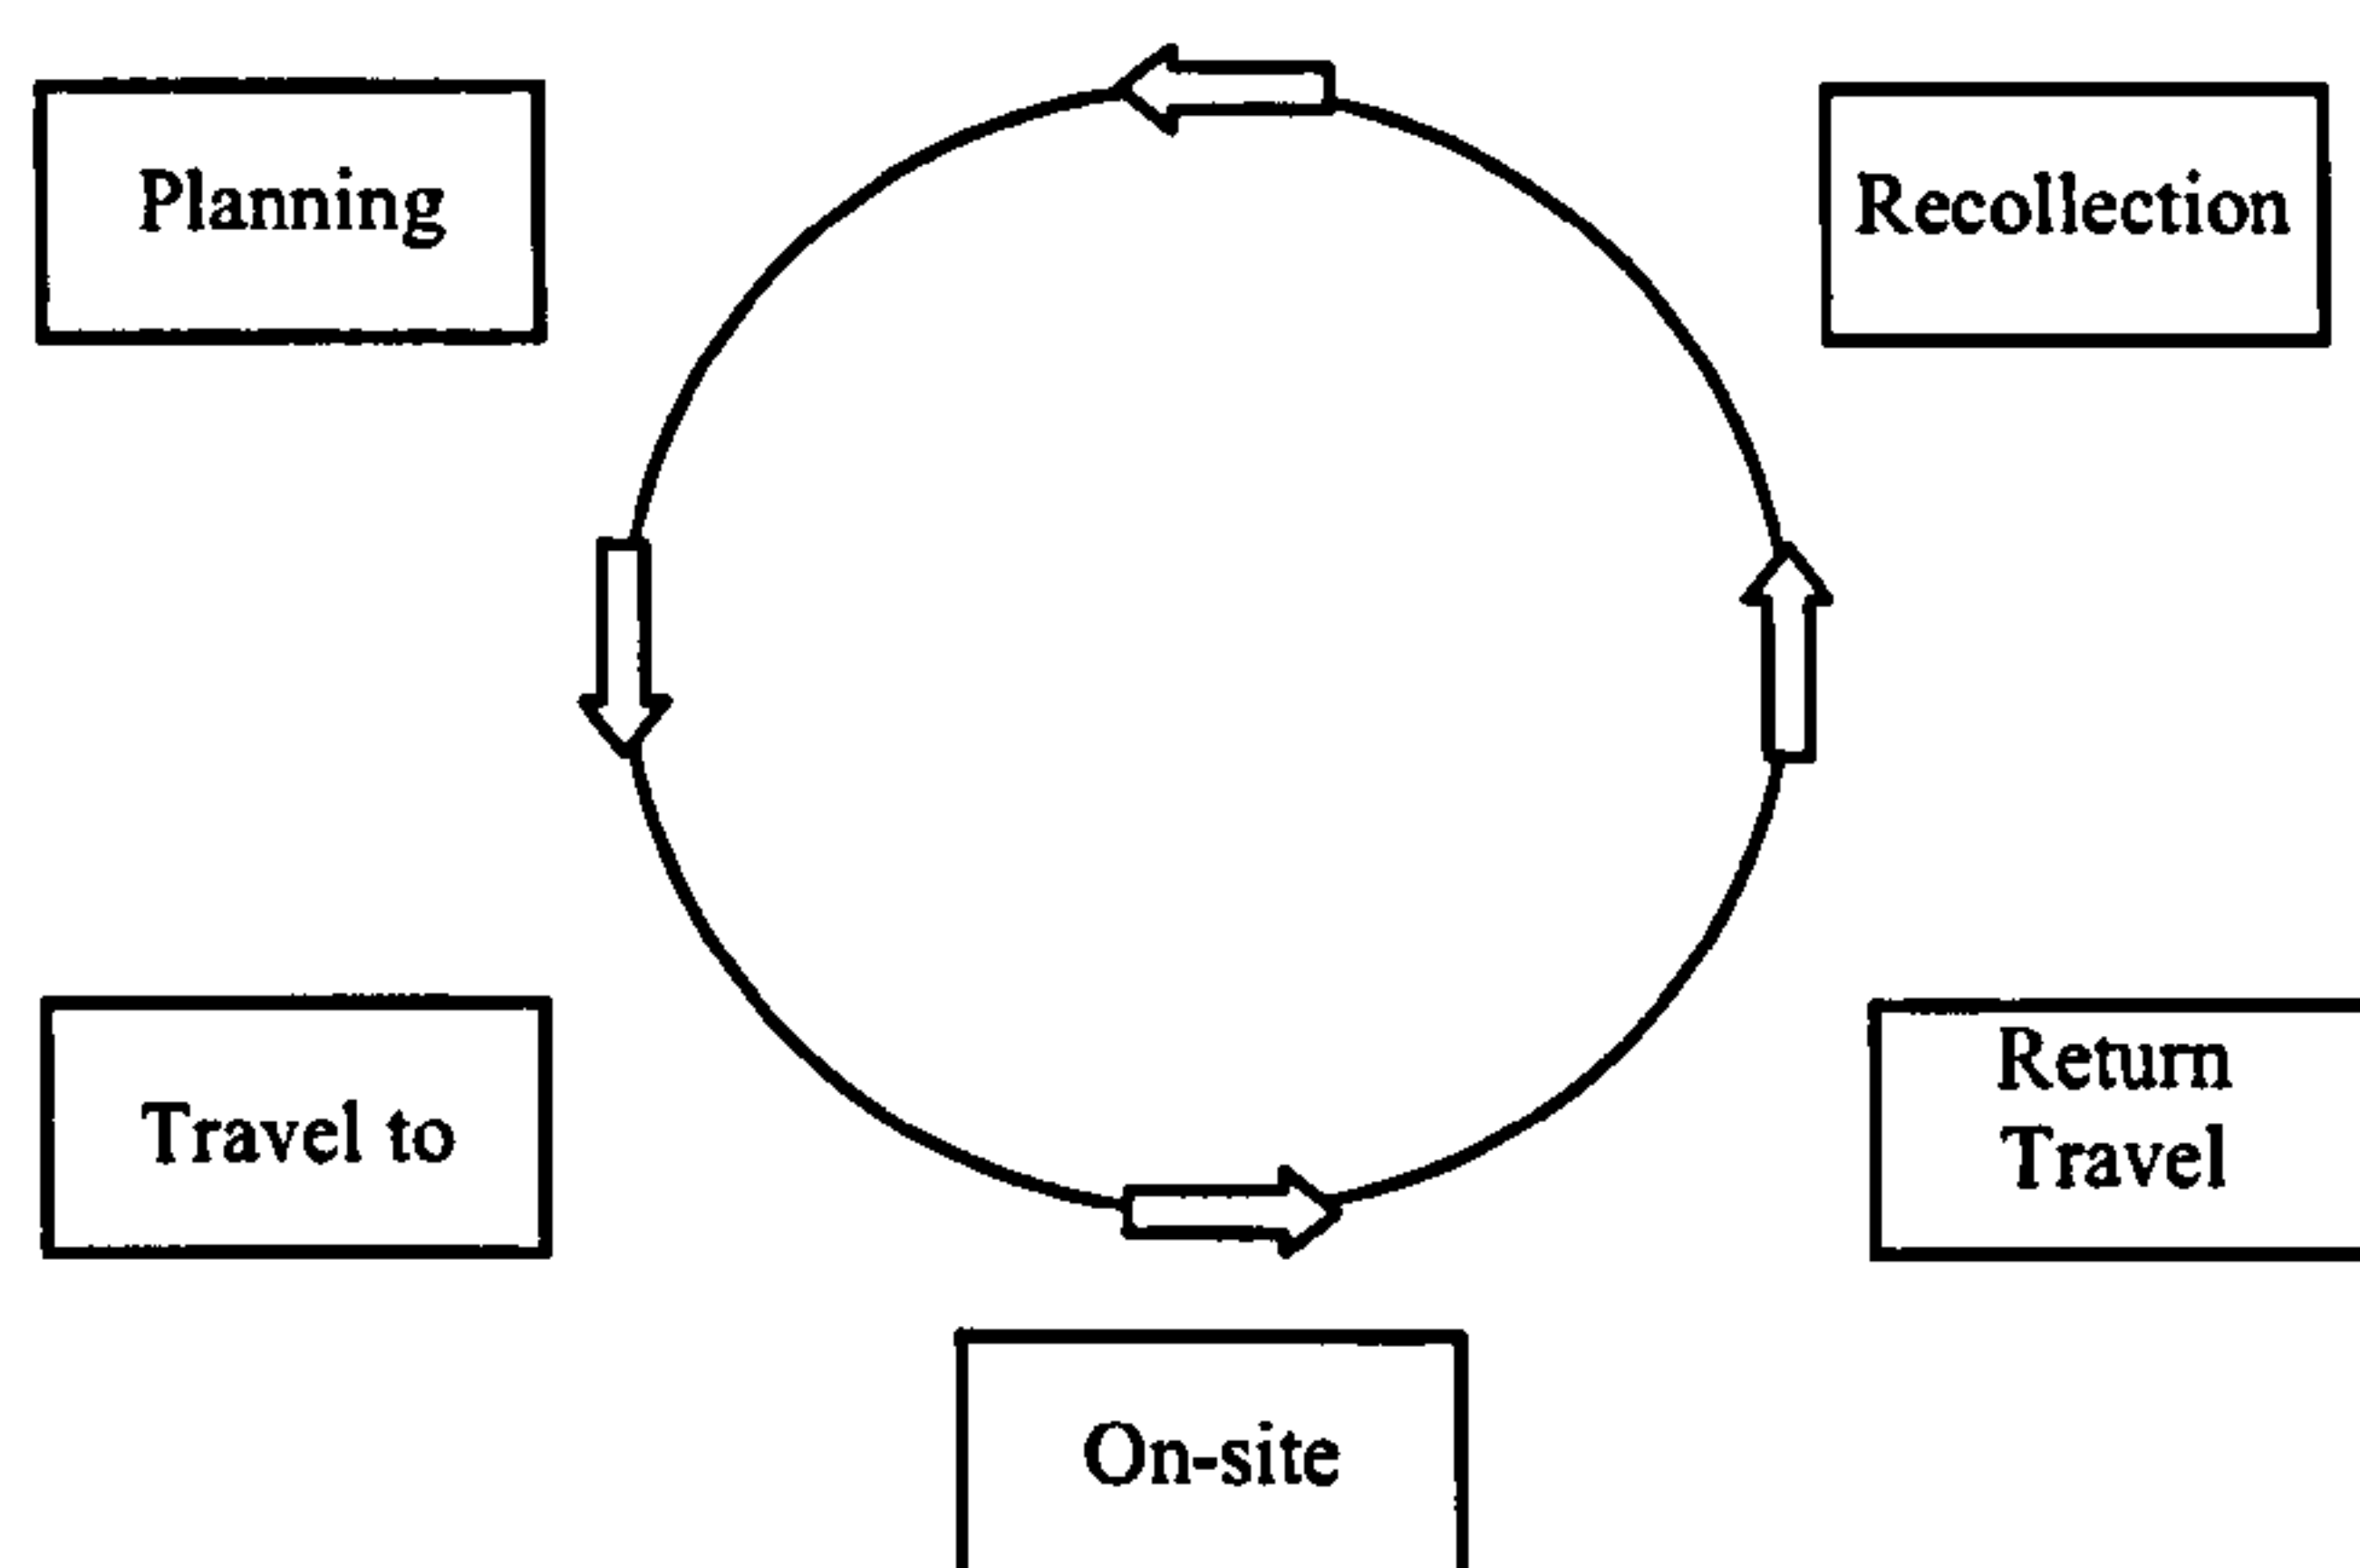 Planning
Recollection
Travel to
Return
Travel
On-site